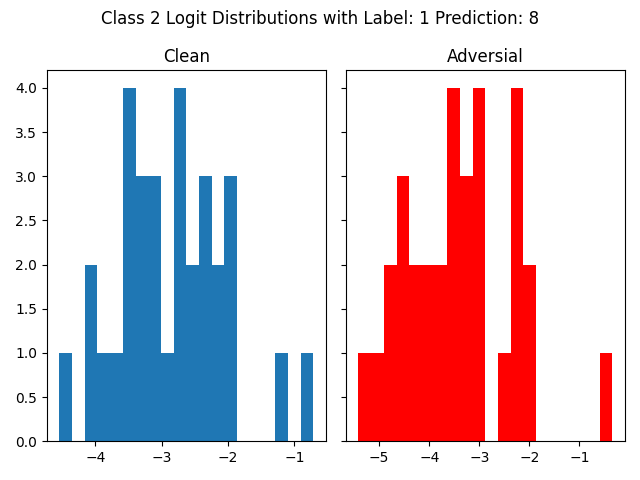 Class 2 Logit Distributions with Label: 1 Prediction: 8
Clean
Adversial
4.0
3.5
3.0
2.5
2.0
1.5
1.0
0.5
0.0
−4 −3 −2 −1
−5 −4 −3 −2 −1